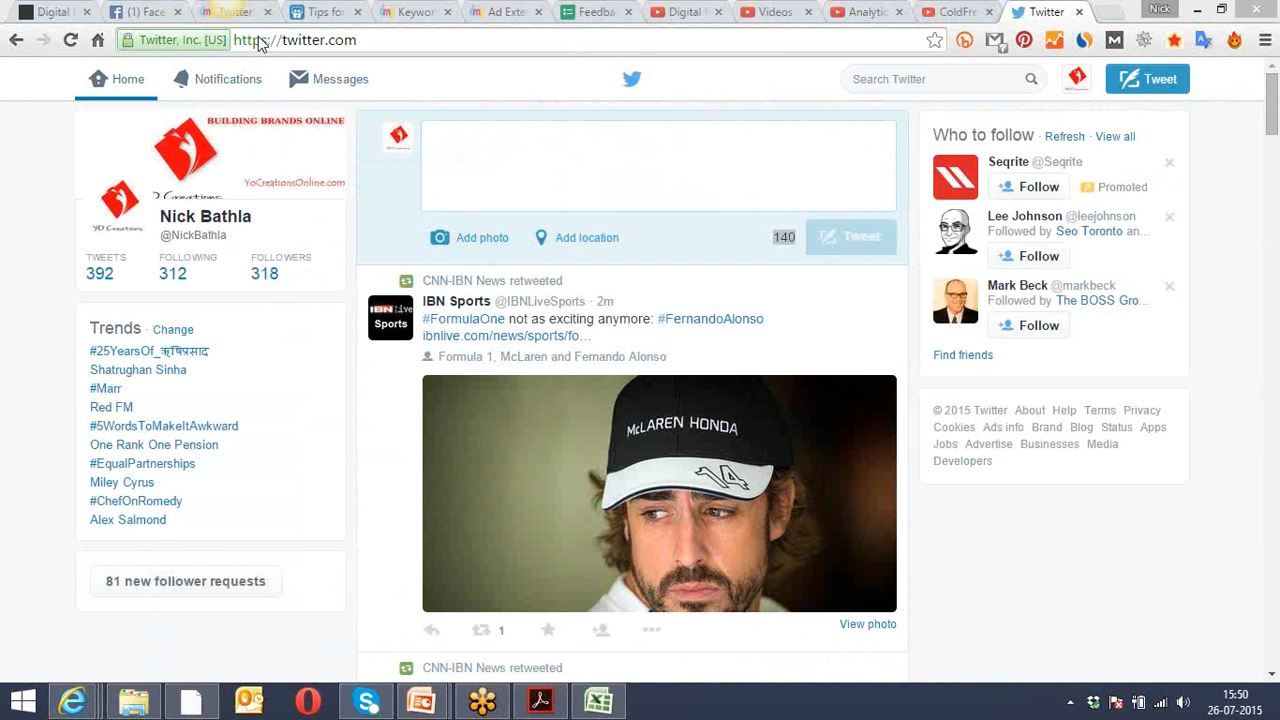 Digital
(Face
Twitter
Tips for
Keywor
Ad Exte
Feedba
Digital
Videos
Analytic
ColdFre
Twitter
Nick
Twitter, Inc. [US]
https://twitter.com
Home
Notifications
Messages
Search Twitter
Tweet
BUILDING BRANDS ONLINE
YoCreationsOnline.com
YO Creations
Nick Bathla
@NickBathla
TWEETS FOLLOWING FOLLOWERS
392 312 318
Trends · Change
#25YearsOf_ऋषिप्रसाद
Shatrughan Sinha
#Marr
Red FM
#5WordsToMakeItAwkward
One Rank One Pension
#EqualPartnerships
Miley Cyrus
#ChefOnRomedy
Alex Salmond
81 new follower requests
Add photo Add location 140 Tweet
CNN-IBN News retweeted
IBN Live
Sports
IBN Sports @IBNLiveSports · 2m
#FormulaOne not as exciting anymore: #FernandoAlonso
ibnlive.com/news/sports/fo…
Formula 1, McLaren and Fernando Alonso
McLAREN HONDA
14
1
View photo
CNN-IBN News retweeted
Who to follow · Refresh · View all
Seqrite @Seqrite
Follow Promoted
Lee Johnson @leejohnson
Followed by Seo Toronto an...
Follow
Mark Beck @markbeck
Followed by The BOSS Gro...
Follow
Find friends
© 2015 Twitter About Help Terms Privacy
Cookies Ads info Brand Blog Status Apps
Jobs Advertise Businesses Media
Developers
15:50
26-07-2015